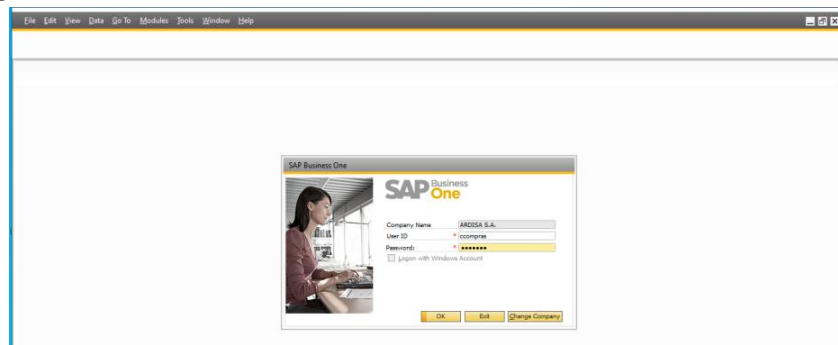 File Edit View Data Go To Modules Tools Window Help
SAP Business One
SAP Business One
Company Name ARDISA S.A.
User ID * ccompras
Password: * •••••••
Logon with Windows Account
OK Exit Change Company